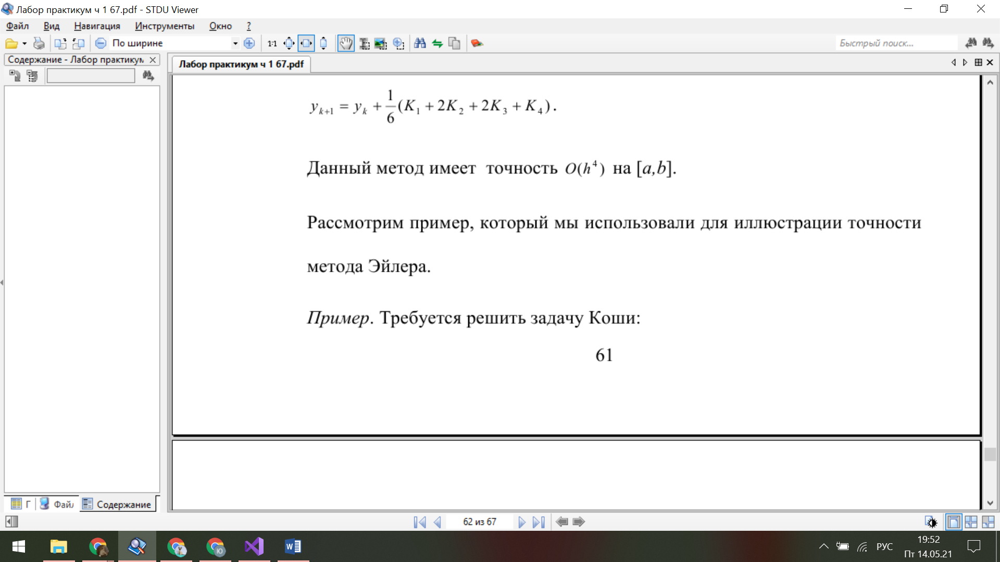 Лабор практикум ч 1 67.pdf - STDU Viewer
Файл Вид Навигация Инструменты Окно ?
По ширине 1:1 Быстрый поиск...
Содержание - Лабор практикум
Лабор практикум ч 1 67.pdf
y_{k+1} = y_k + \frac{1}{6}(K_1 + 2K_2 + 2K_3 + K_4).
Данный метод имеет точность O(h^4) на [a,b].
Рассмотрим пример, который мы использовали для иллюстрации точности
метода Эйлера.
Пример. Требуется решить задачу Коши:
61
Г Файл Содержание
62 из 67
19:52
РУС
Пт 14.05.21